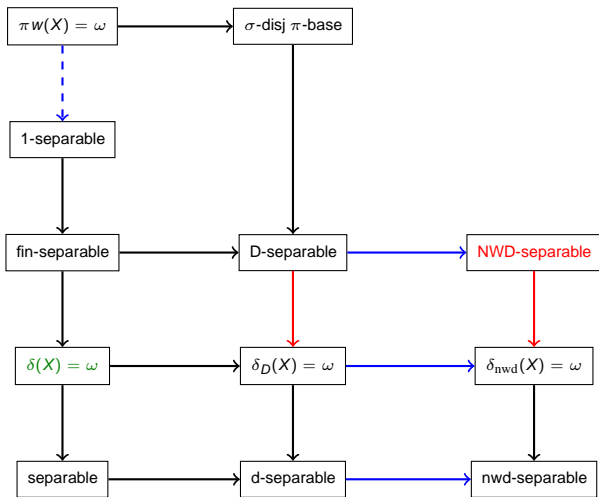 πw(X) = ω
σ-disj π-base
1-separable
fin-separable
D-separable
NWD-separable
δ(X) = ω
δ_D(X) = ω
δ_nwd(X) = ω
separable
d-separable
nwd-separable